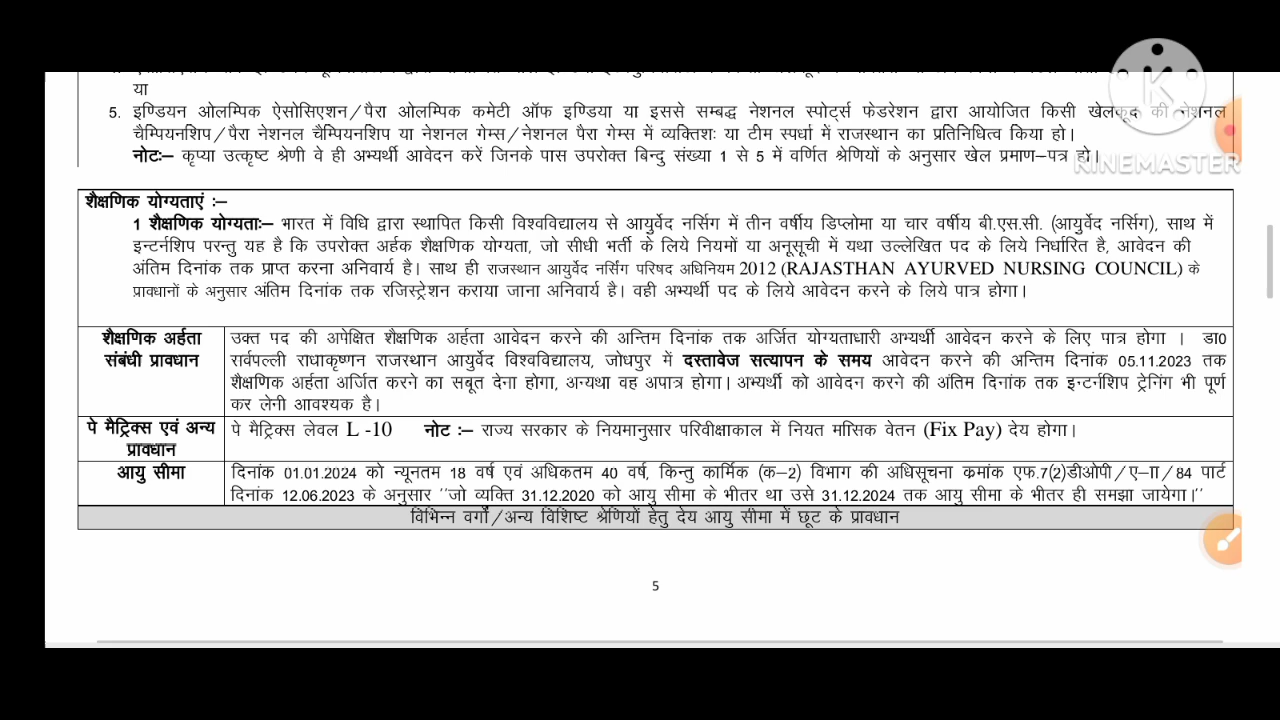 या
5. इण्डियन ओलम्पिक ऐसोसिएशन/पैरा ओलम्पिक कमेटी ऑफ इण्डिया या इससे सम्बद्ध नेशनल स्पोर्ट्स फेडरेशन द्वारा आयोजित किसी खेलकूद की नेशनल
चैम्पियनशिप/पैरा नेशनल चैम्पियनशिप या नेशनल गेम्स/नेशनल पैरा गेम्स में व्यक्तिशः या टीम स्पर्धा में राजस्थान का प्रतिनिधित्व किया हो।
नोटः– कृप्या उत्कृष्ट श्रेणी वे ही अभ्यर्थी आवेदन करें जिनके पास उपरोक्त बिन्दु संख्या 1 से 5 में वर्णित श्रेणियों के अनुसार खेल प्रमाण–पत्र हो।
KINEMASTER
शैक्षणिक योग्यताएं :–
1 शैक्षणिक योग्यताः– भारत में विधि द्वारा स्थापित किसी विश्वविद्यालय से आयुर्वेद नर्सिग में तीन वर्षीय डिप्लोमा या चार वर्षीय बी.एस.सी. (आयुर्वेद नर्सिग), साथ में
इन्टर्नशिप परन्तु यह है कि उपरोक्त अर्हक शैक्षणिक योग्यता, जो सीधी भर्ती के लिये नियमों या अनुसूची में यथा उल्लेखित पद के लिये निर्धारित है, आवेदन की
अंतिम दिनांक तक प्राप्त करना अनिवार्य है। साथ ही राजस्थान आयुर्वेद नर्सिंग परिषद अधिनियम 2012 (RAJASTHAN AYURVED NURSING COUNCIL) के
प्रावधानों के अनुसार अंतिम दिनांक तक रजिस्ट्रेशन कराया जाना अनिवार्य है। वही अभ्यर्थी पद के लिये आवेदन करने के लिये पात्र होगा।
शैक्षणिक अर्हता
संबंधी प्रावधान
उक्त पद की अपेक्षित शैक्षणिक अर्हता आवेदन करने की अन्तिम दिनांक तक अर्जित योग्यताधारी अभ्यर्थी आवेदन करने के लिए पात्र होगा । डा0
सर्वपल्ली राधाकृष्णन राजस्थान आयुर्वेद विश्वविद्यालय, जोधपुर में दस्तावेज सत्यापन के समय आवेदन करने की अन्तिम दिनांक 05.11.2023 तक
शैक्षणिक अर्हता अर्जित करने का सबूत देना होगा, अन्यथा वह अपात्र होगा। अभ्यर्थी को आवेदन करने की अंतिम दिनांक तक इन्टर्नशिप ट्रेनिंग भी पूर्ण
कर लेनी आवश्यक है।
पे मैट्रिक्स एवं अन्य
प्रावधान
पे मैट्रिक्स लेवल L -10 नोट :– राज्य सरकार के नियमानुसार परिवीक्षाकाल में नियत मासिक वेतन (Fix Pay) देय होगा।
आयु सीमा
दिनांक 01.01.2024 को न्यूनतम 18 वर्ष एवं अधिकतम 40 वर्ष, किन्तु कार्मिक (क–2) विभाग की अधिसूचना क्रमांक एफ.7(2)डीओपी/ए–II/84 पार्ट
दिनांक 12.06.2023 के अनुसार ''जो व्यक्ति 31.12.2020 को आयु सीमा के भीतर था उसे 31.12.2024 तक आयु सीमा के भीतर ही समझा जायेगा।''
विभिन्न वर्गों/अन्य विशिष्ट श्रेणियों हेतु देय आयु सीमा में छूट के प्रावधान
5